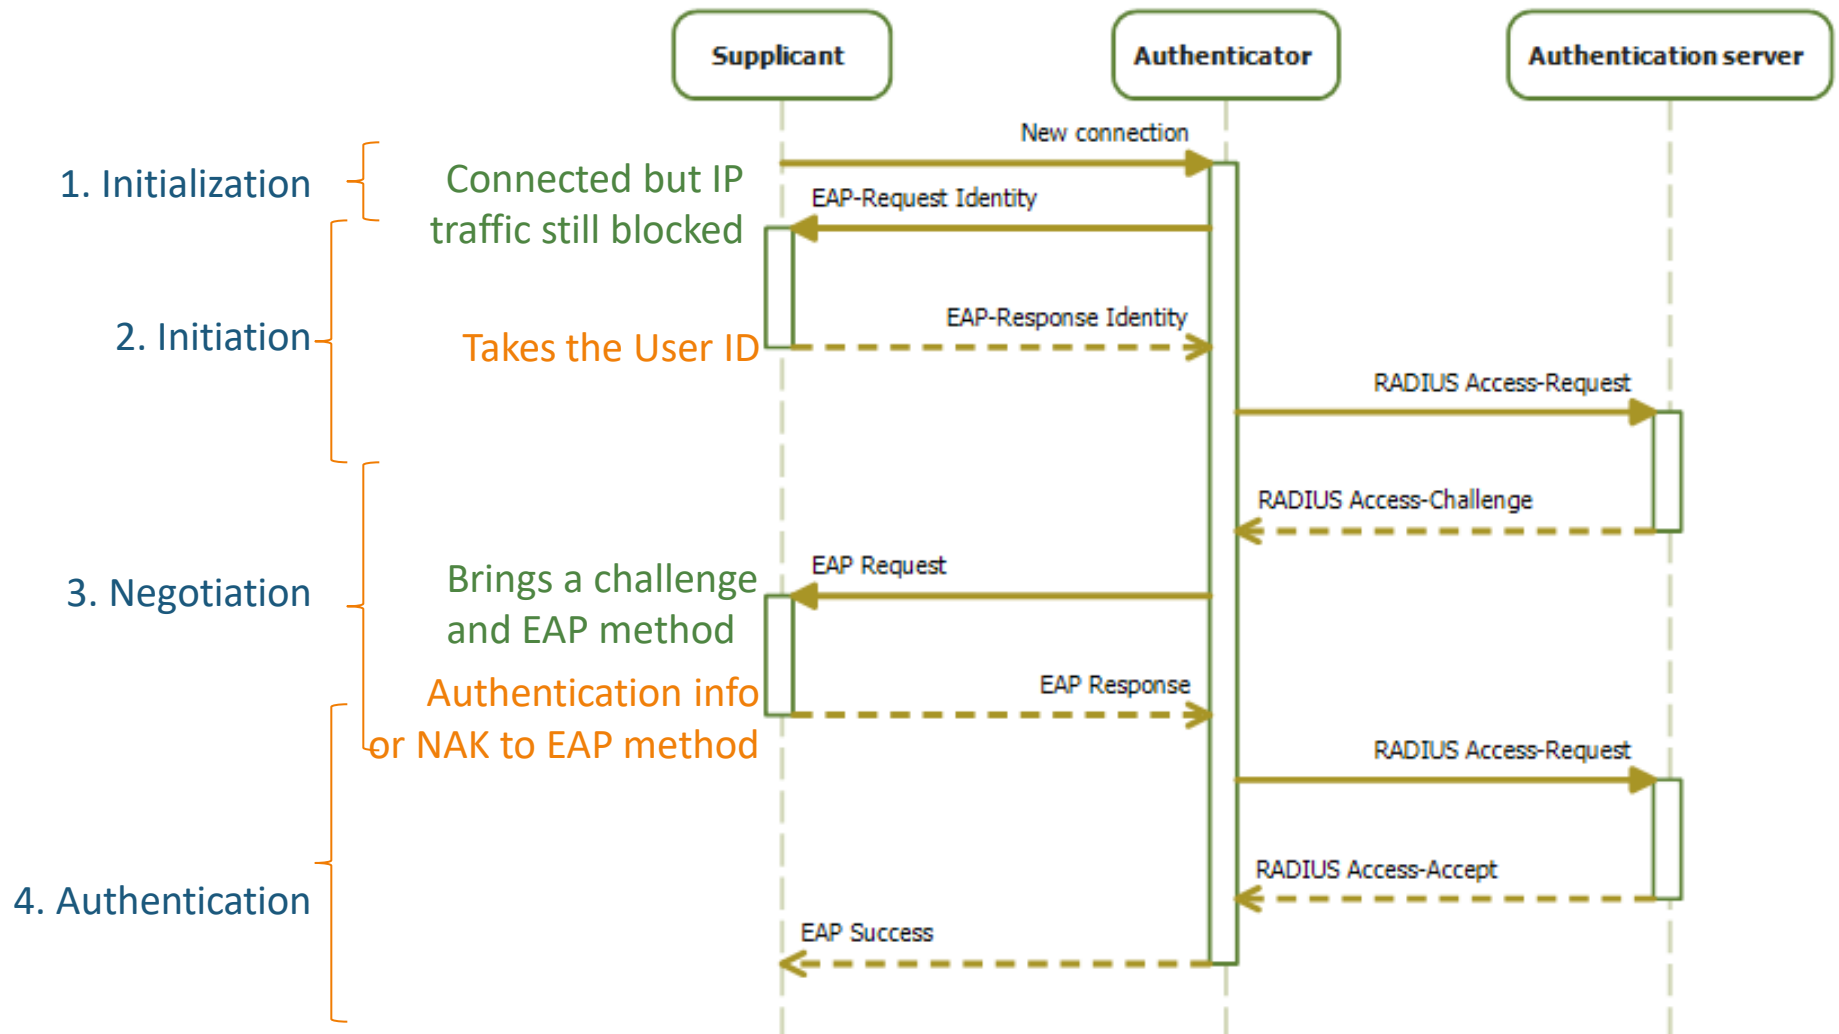 Supplicant
Authenticator
Authentication server
New connection
1. Initialization
Connected but IP
traffic still blocked
EAP-Request Identity
2. Initiation
EAP-Response Identity
Takes the User ID
RADIUS Access-Request
RADIUS Access-Challenge
3. Negotiation
EAP Request
Brings a challenge
and EAP method
EAP Response
Authentication info
or NAK to EAP method
RADIUS Access-Request
RADIUS Access-Accept
4. Authentication
EAP Success